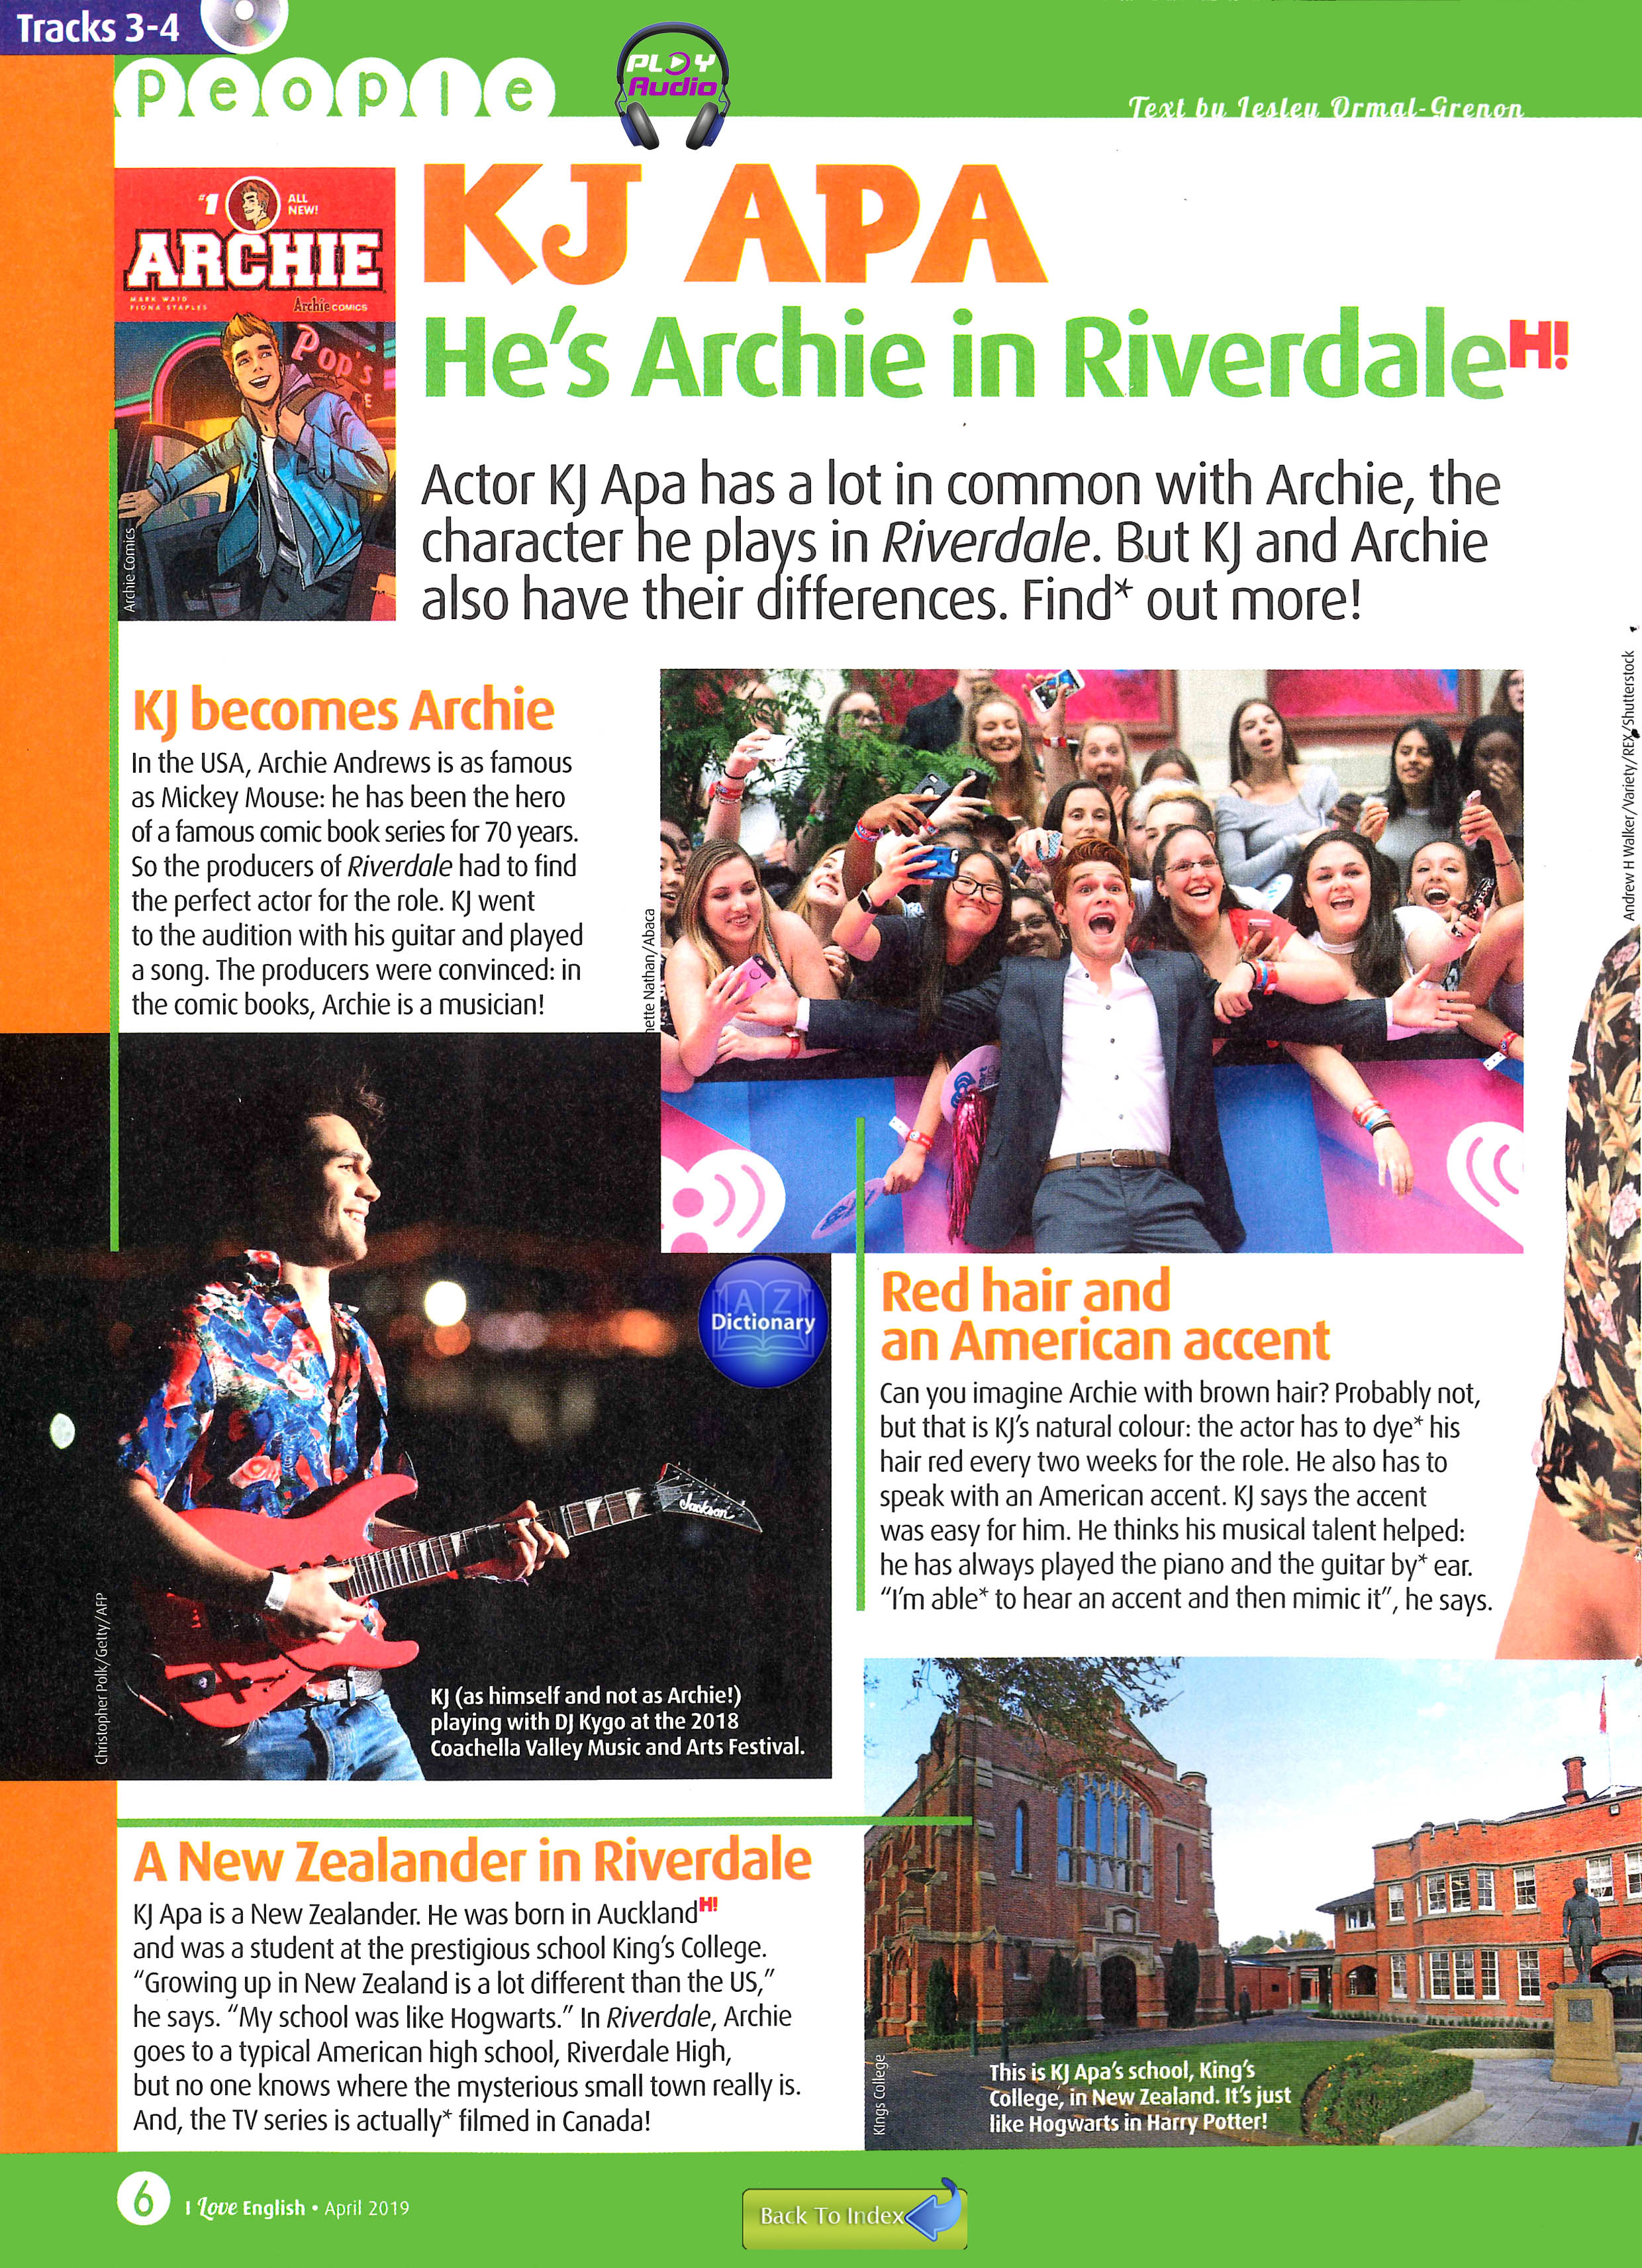 Tracks 3-4
people
PLAY
Audio
Text by Lesley Ormal-Grenon
#1
ALL
NEW!
ARCHIE
MARK WAID
FIONA STAPLES
Archie COMICS
Pop's
Archie Comics
KJ APA
He's Archie in Riverdale H!
Actor KJ Apa has a lot in common with Archie, the
character he plays in Riverdale. But KJ and Archie
also have their differences. Find* out more!
KJ becomes Archie
In the USA, Archie Andrews is as famous
as Mickey Mouse: he has been the hero
of a famous comic book series for 70 years.
So the producers of Riverdale had to find
the perfect actor for the role. KJ went
to the audition with his guitar and played
a song. The producers were convinced: in
the comic books, Archie is a musician!
nette Nathan/Abaca
Andrew H Walker/Variety/REX/Shutterstock
Jackson
Christopher Polk/Getty/AFP
KJ (as himself and not as Archie!)
playing with DJ Kygo at the 2018
Coachella Valley Music and Arts Festival.
A Z
Dictionary
Red hair and
an American accent
Can you imagine Archie with brown hair? Probably not,
but that is KJ's natural colour: the actor has to dye* his
hair red every two weeks for the role. He also has to
speak with an American accent. KJ says the accent
was easy for him. He thinks his musical talent helped:
he has always played the piano and the guitar by* ear.
"I'm able* to hear an accent and then mimic it", he says.
A New Zealander in Riverdale
KJ Apa is a New Zealander. He was born in Auckland H!
and was a student at the prestigious school King's College.
"Growing up in New Zealand is a lot different than the US,"
he says. "My school was like Hogwarts." In Riverdale, Archie
goes to a typical American high school, Riverdale High,
but no one knows where the mysterious small town really is.
And, the TV series is actually* filmed in Canada!
Kings College
This is KJ Apa's school, King's
College, in New Zealand. It's just
like Hogwarts in Harry Potter!
6
I Love English • April 2019
Back To Index